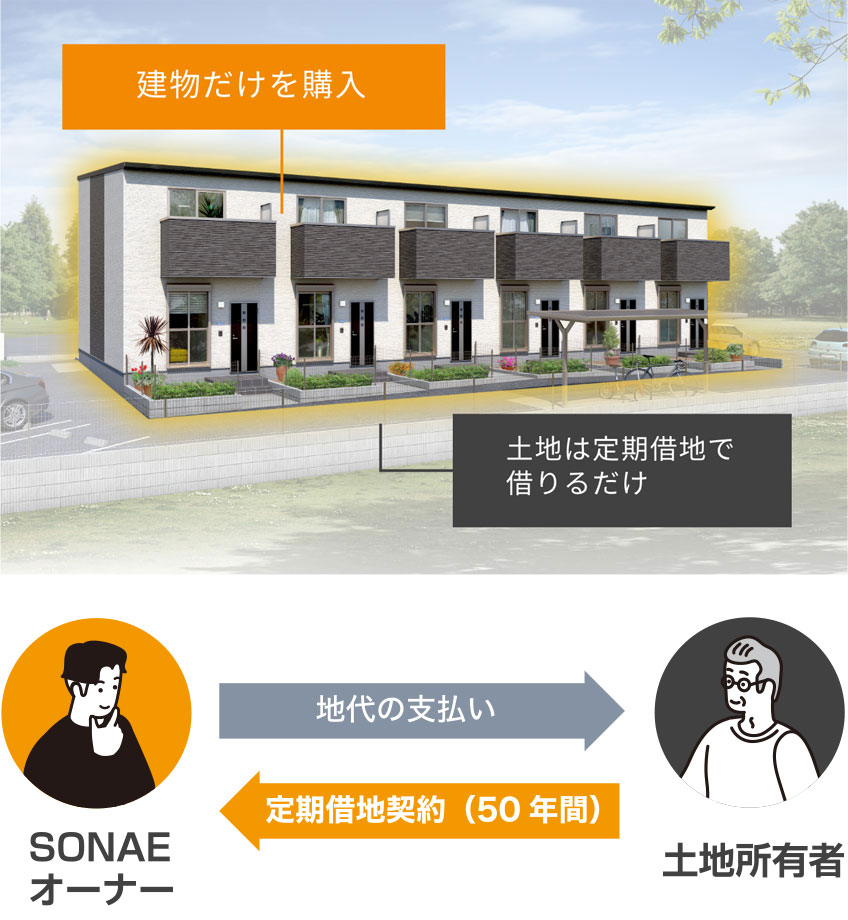 建物だけを購入
土地は定期借地で
借りるだけ
地代の支払い
定期借地契約（50年間）
SONAE
オーナー
土地所有者